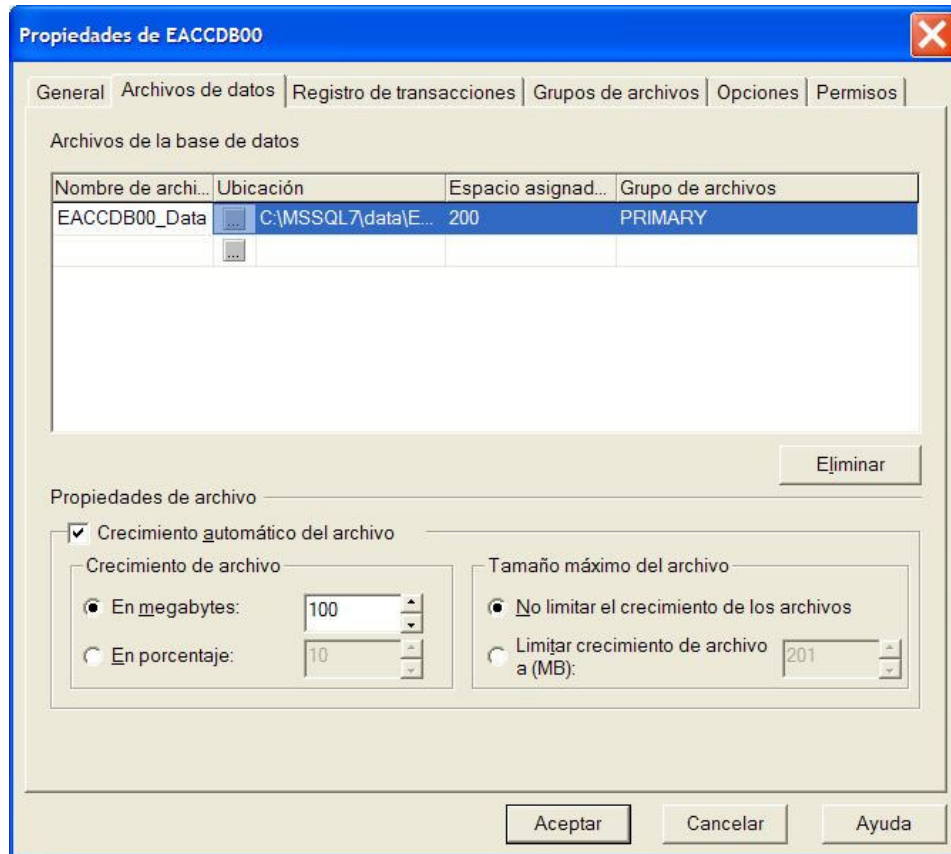 Propiedades de EACCDB00
General Archivos de datos Registro de transacciones Grupos de archivos Opciones Permisos
Archivos de la base de datos
Nombre de archi... Ubicación Espacio asignad... Grupo de archivos
EACCDB00_Data ... C:\MSSQL7\data\E... 200 PRIMARY
...
Eliminar
Propiedades de archivo
Crecimiento automático del archivo
Crecimiento de archivo
En megabytes: 100
En porcentaje: 10
Tamaño máximo del archivo
No limitar el crecimiento de los archivos
Limitar crecimiento de archivo
a (MB): 201
Aceptar Cancelar Ayuda